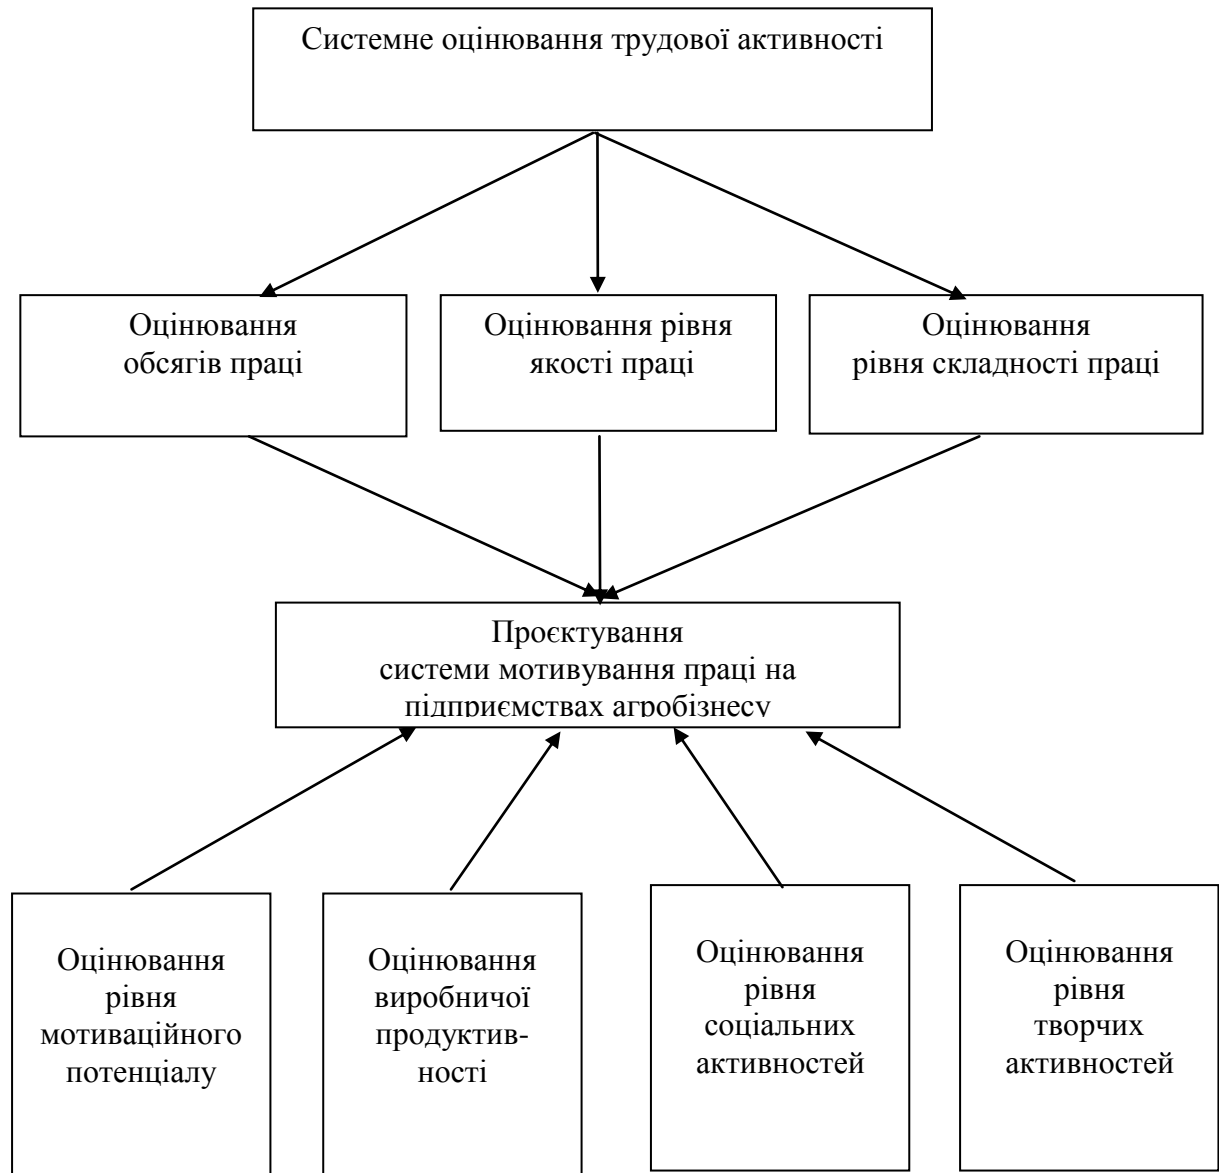 Системне оцінювання трудової активності
Оцінювання
обсягів праці
Оцінювання рівня
якості праці
Оцінювання
рівня складності праці
Проєктування
системи мотивування праці на
підприємствах агробізнесу
Оцінювання
рівня
мотиваційного
потенціалу
Оцінювання
виробничої
продуктив-
ності
Оцінювання
рівня
соціальних
активностей
Оцінювання
рівня
творчих
активностей